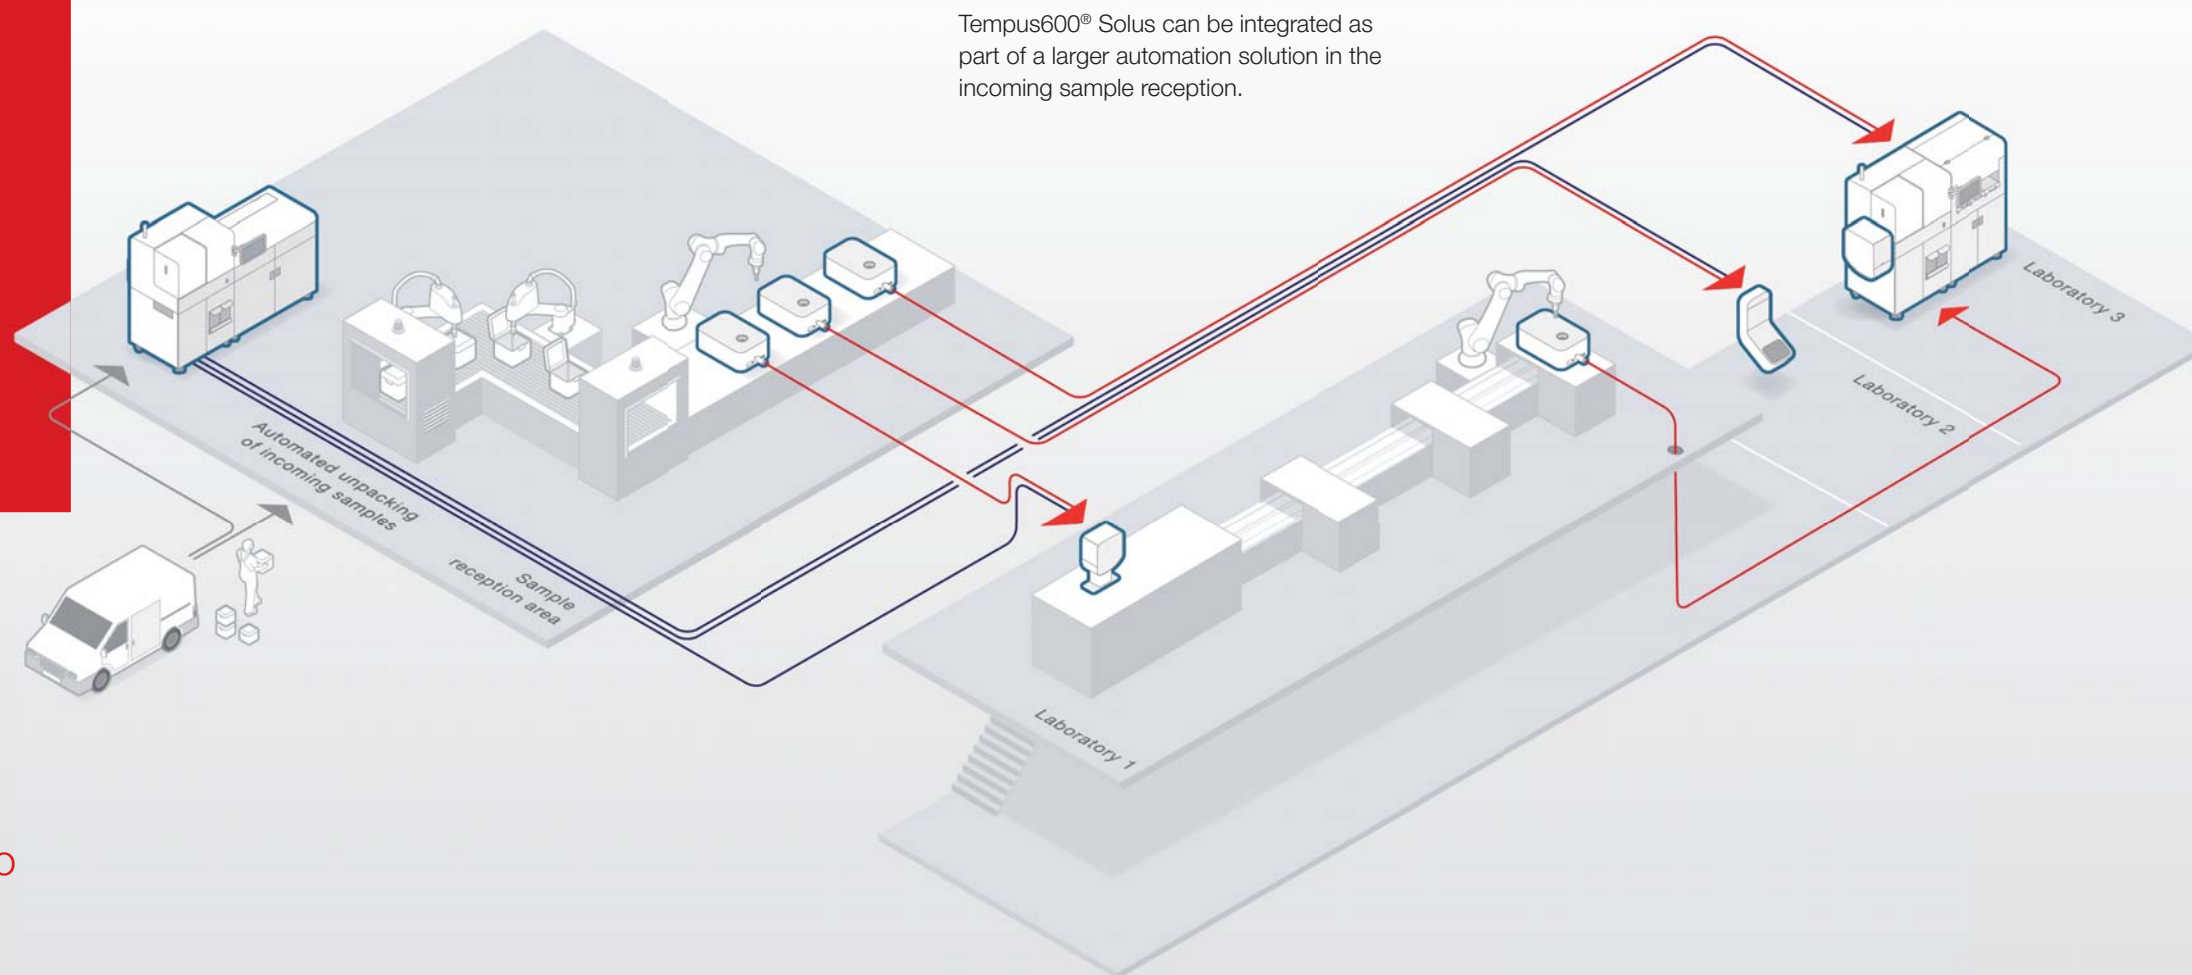 Tempus600® Solus can be integrated as
part of a larger automation solution in the
incoming sample reception.
Laboratory 3
Laboratory 2
Automated unpacking
of incoming samples
Sample
reception area
Laboratory 1